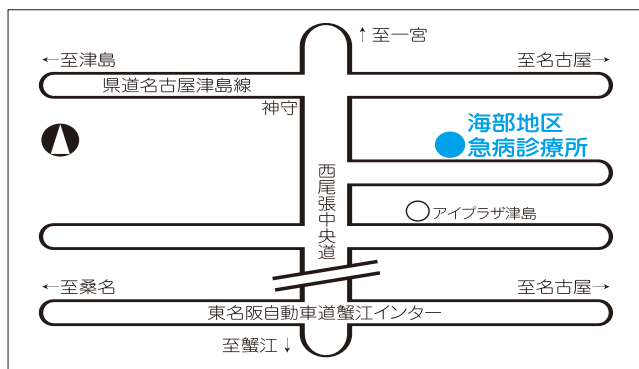 ↑至一宮
←至津島
至名古屋→
県道名古屋津島線
神守
海部地区
急病診療所
西尾張中央道
アイプラザ津島
←至桑名
至名古屋→
東名阪自動車道蟹江インター
至蟹江↓